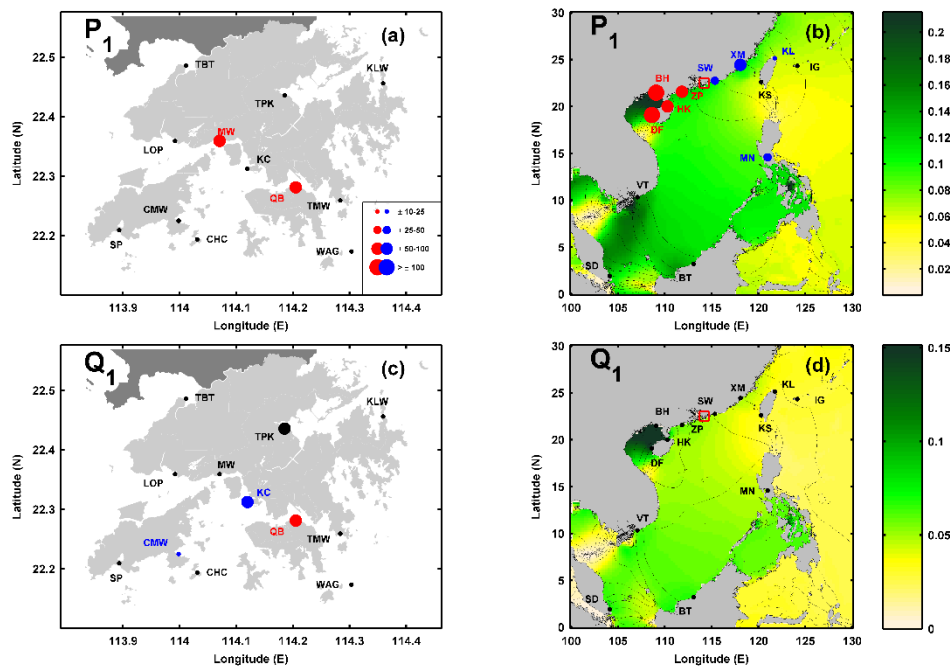 P1
(a)
TBT
KLW
TPK
MW
LOP
KC
QB
CMW
TMW
SP
CHC
WAG
± 10-25
± 25-50
± 50-100
> ± 100
22.5
22.4
22.3
22.2
113.9 114 114.1 114.2 114.3 114.4
Latitude (N)
Longitude (E)
P1
(b)
XM
KL
SW
IG
BH
ZP
KS
HK
DF
MN
VT
SD
BT
30
25
20
15
10
5
0
100 105 110 115 120 125 130
Latitude (N)
Longitude (E)
0.2
0.18
0.16
0.14
0.12
0.1
0.08
0.06
0.04
0.02
Q1
(c)
TBT
KLW
TPK
MW
LOP
KC
QB
CMW
TMW
SP
CHC
WAG
22.5
22.4
22.3
22.2
113.9 114 114.1 114.2 114.3 114.4
Latitude (N)
Longitude (E)
Q1
(d)
XM
KL
SW
IG
BH
ZP
KS
HK
DF
MN
VT
SD
BT
30
25
20
15
10
5
0
100 105 110 115 120 125 130
Latitude (N)
Longitude (E)
0.15
0.1
0.05
0